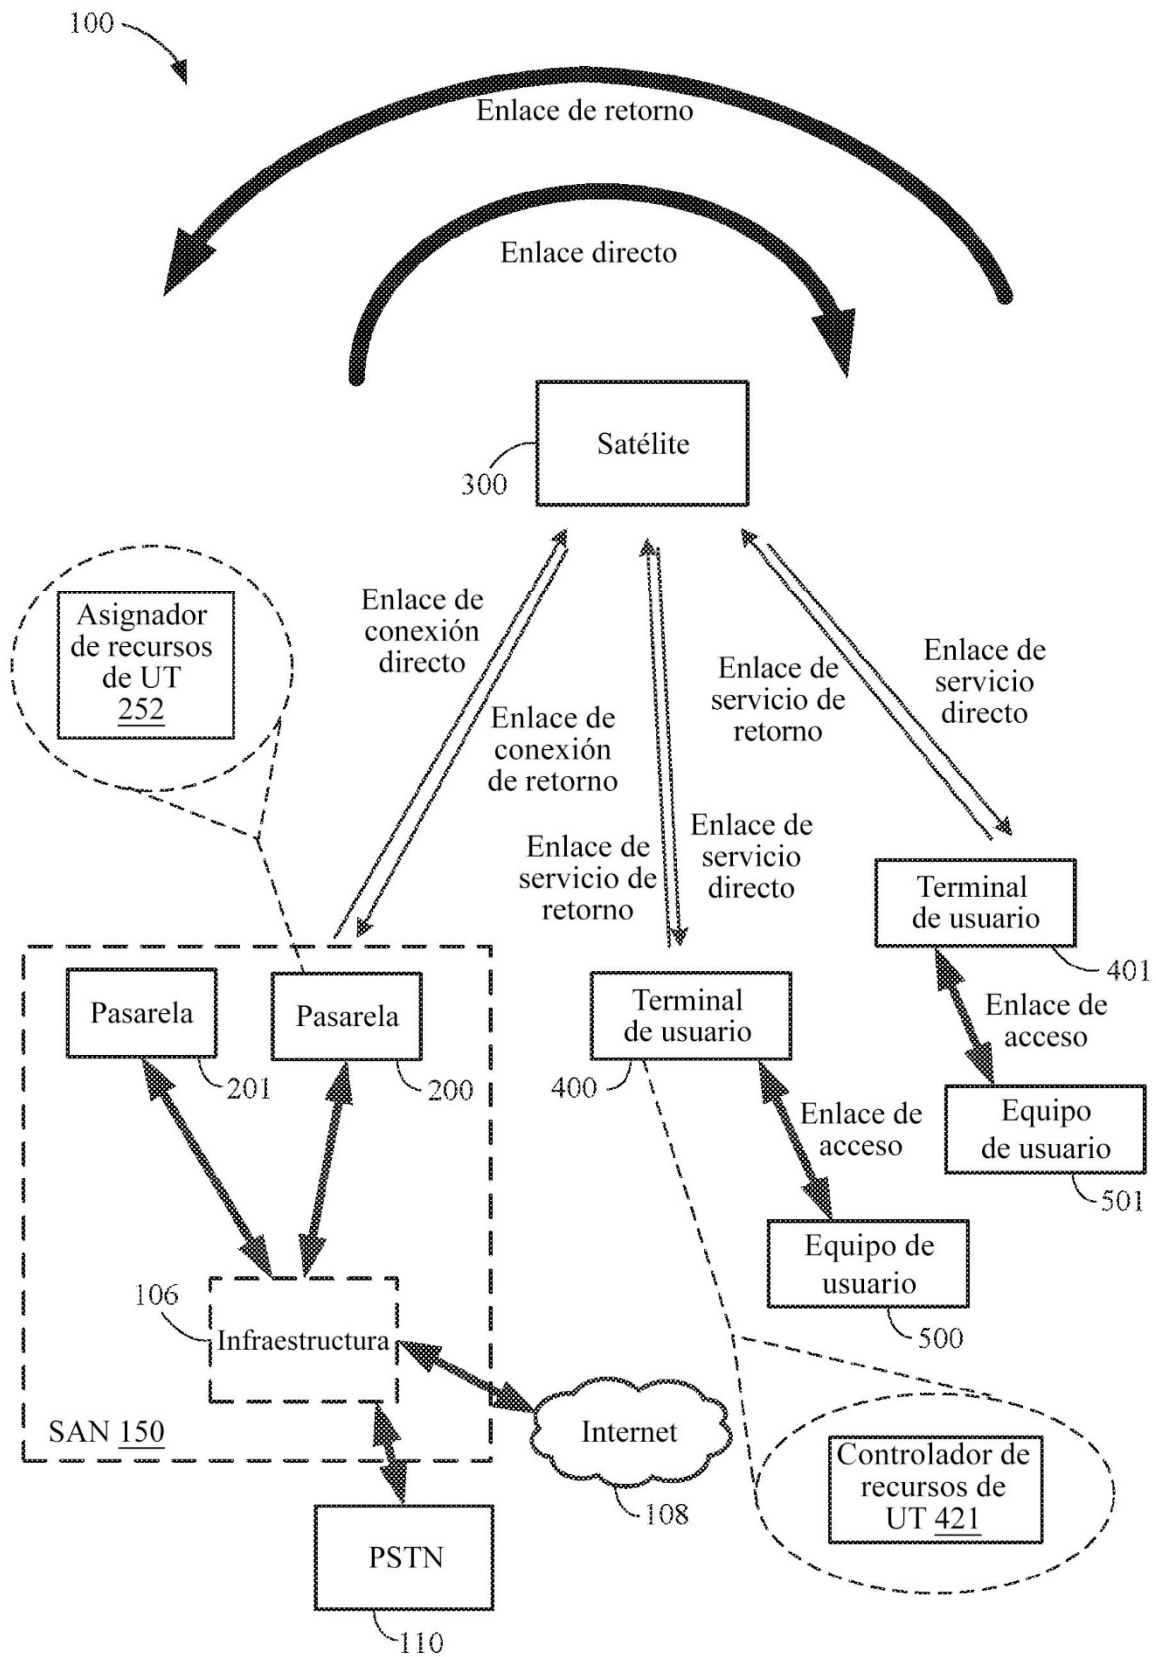 100
Enlace de retorno
Enlace directo
Satélite
300
Asignador
de recursos
de UT
252
Enlace de
conexión
directo
Enlace de
conexión
de retorno
Enlace de
servicio de
retorno
Enlace de
servicio
directo
Enlace de
servicio de
retorno
Enlace de
servicio
directo
Terminal
de usuario
401
Pasarela
201
Pasarela
200
Terminal
de usuario
400
Enlace de
acceso
Enlace de
acceso
Equipo
de usuario
501
Equipo de
usuario
500
106
Infraestructura
SAN 150
Internet
108
Controlador de
recursos de
UT 421
PSTN
110